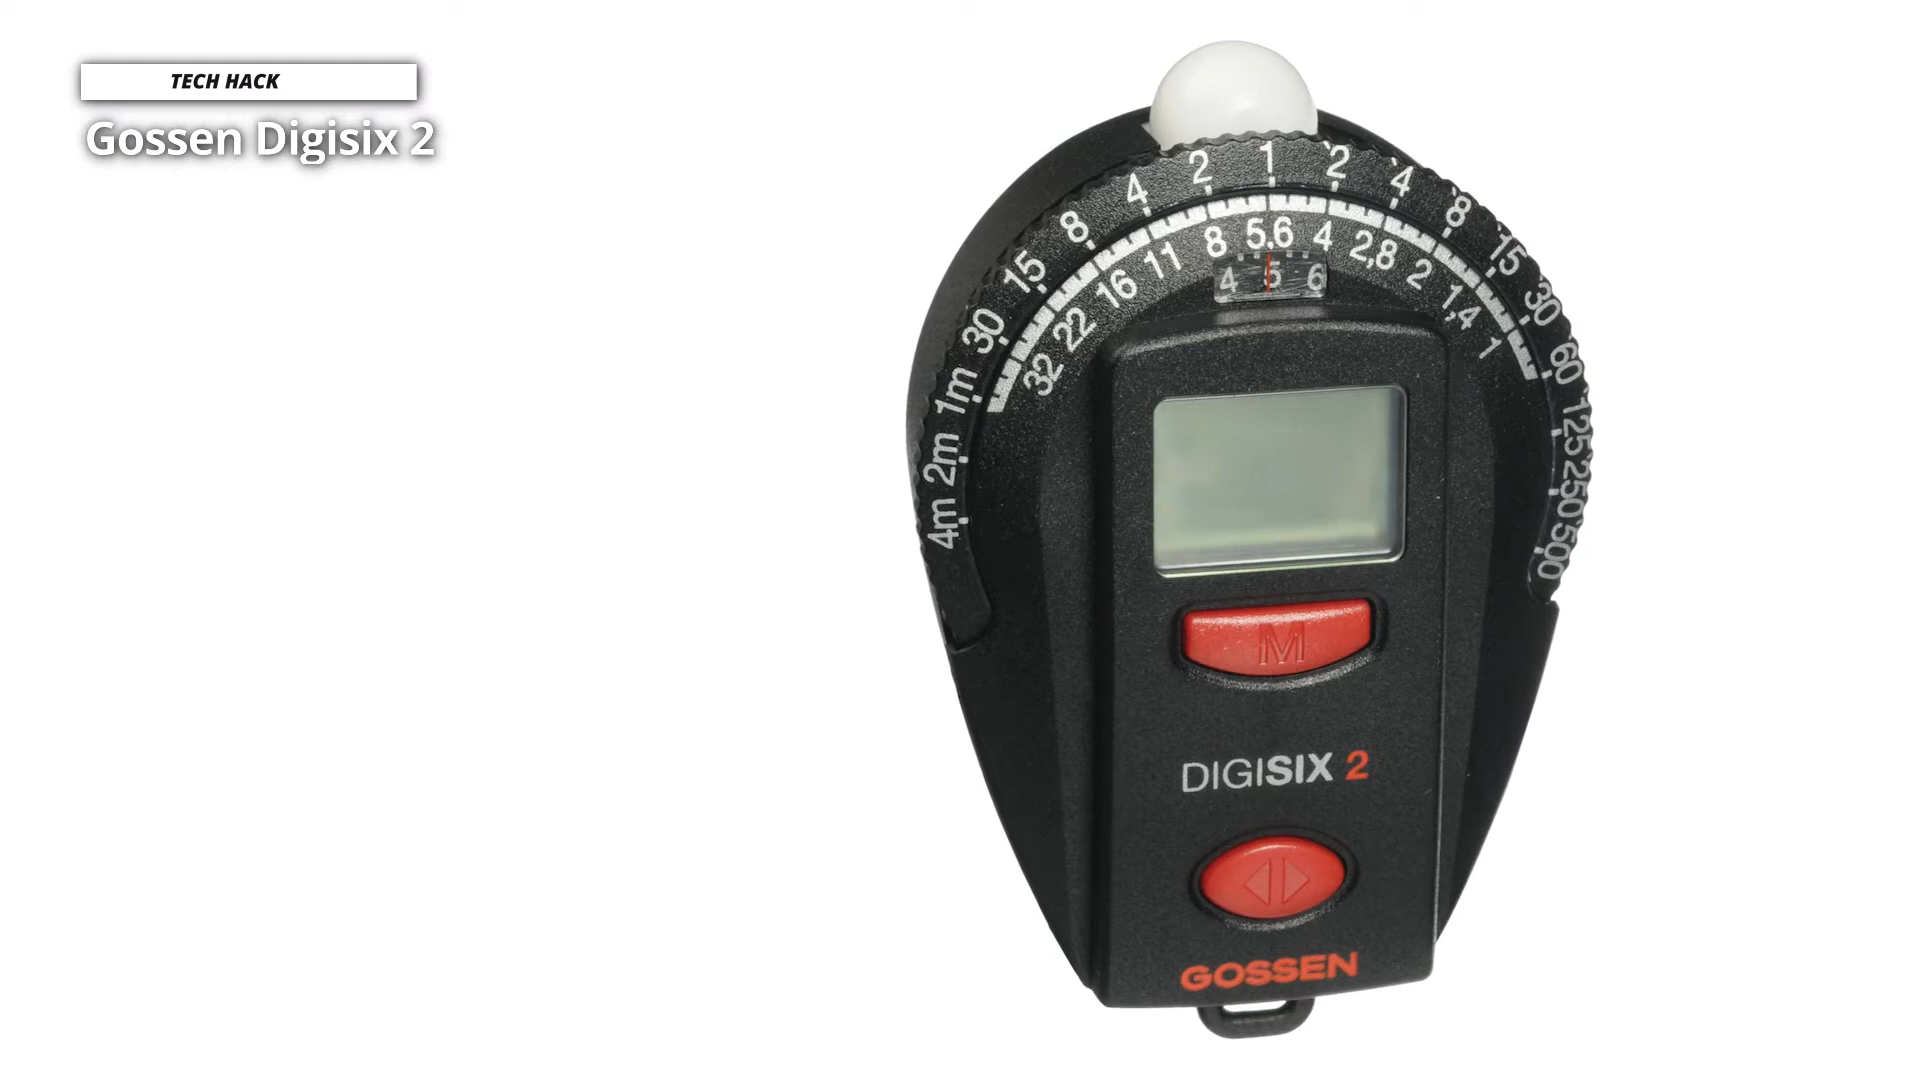 TECH HACK
Gossen Digisix 2
4m 2m 1m 30 15 8 4 2 1 '2 '4 '8 '15 '30 '60 '125 '250 '500
32 22 16 11 8 5.6 4 2,8 2 1,4 1
4 5 6
M
DIGISIX 2
GOSSEN